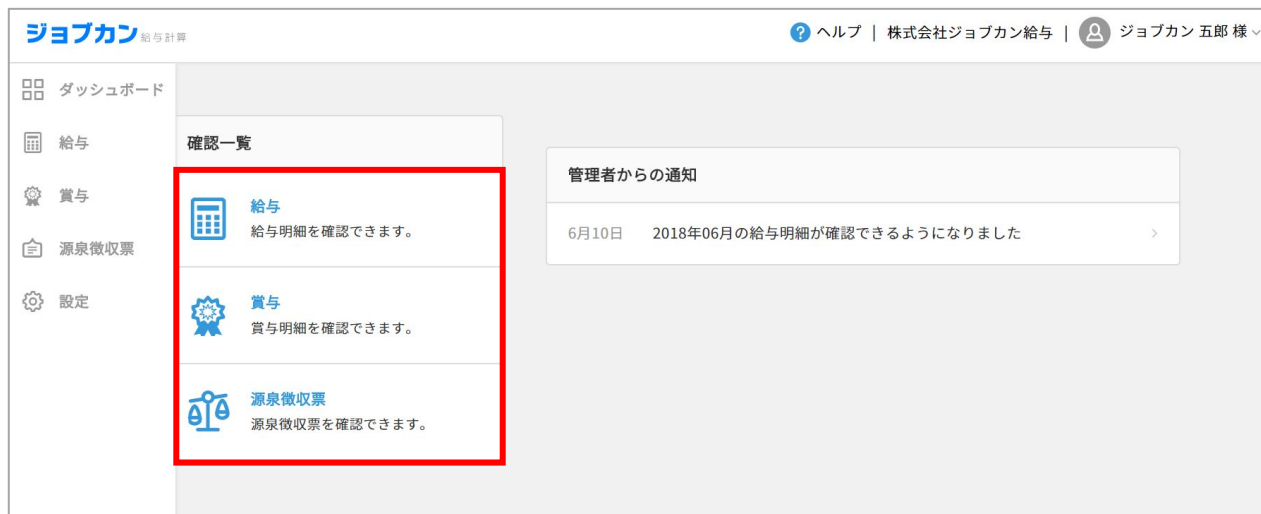 ジョブカン 給与計算
? ヘルプ | 株式会社ジョブカン給与 | ジョブカン 五郎 様
ダッシュボード
給与
賞与
源泉徴収票
設定
確認一覧
給与
給与明細を確認できます。
賞与
賞与明細を確認できます。
源泉徴収票
源泉徴収票を確認できます。
管理者からの通知
6月10日 2018年06月の給与明細が確認できるようになりました